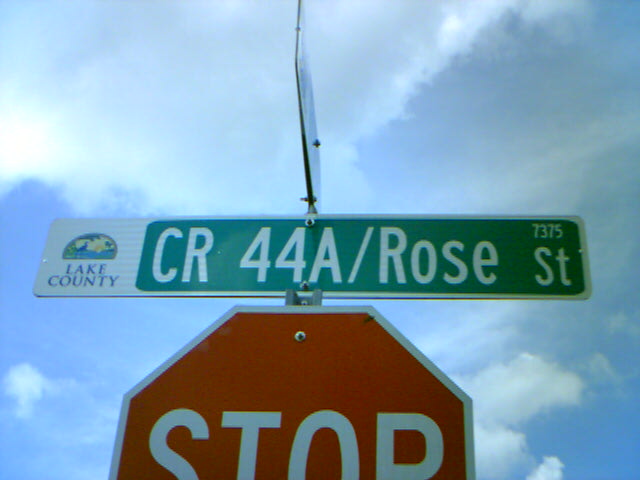 LAKE
COUNTY
CR 44A/Rose St
7375
STOP